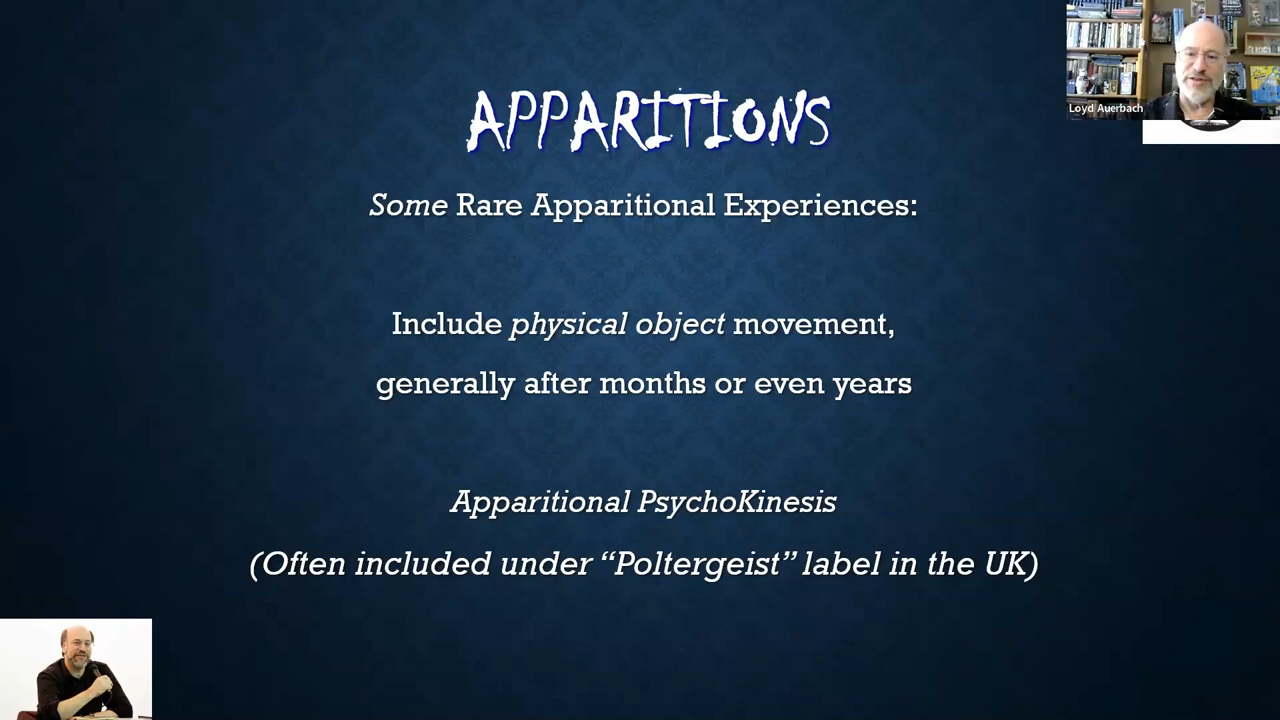 Loyd Auerbach
APPARITIONS
Some Rare Apparitional Experiences:
Include physical object movement,
generally after months or even years
Apparitional PsychoKinesis
(Often included under “Poltergeist” label in the UK)